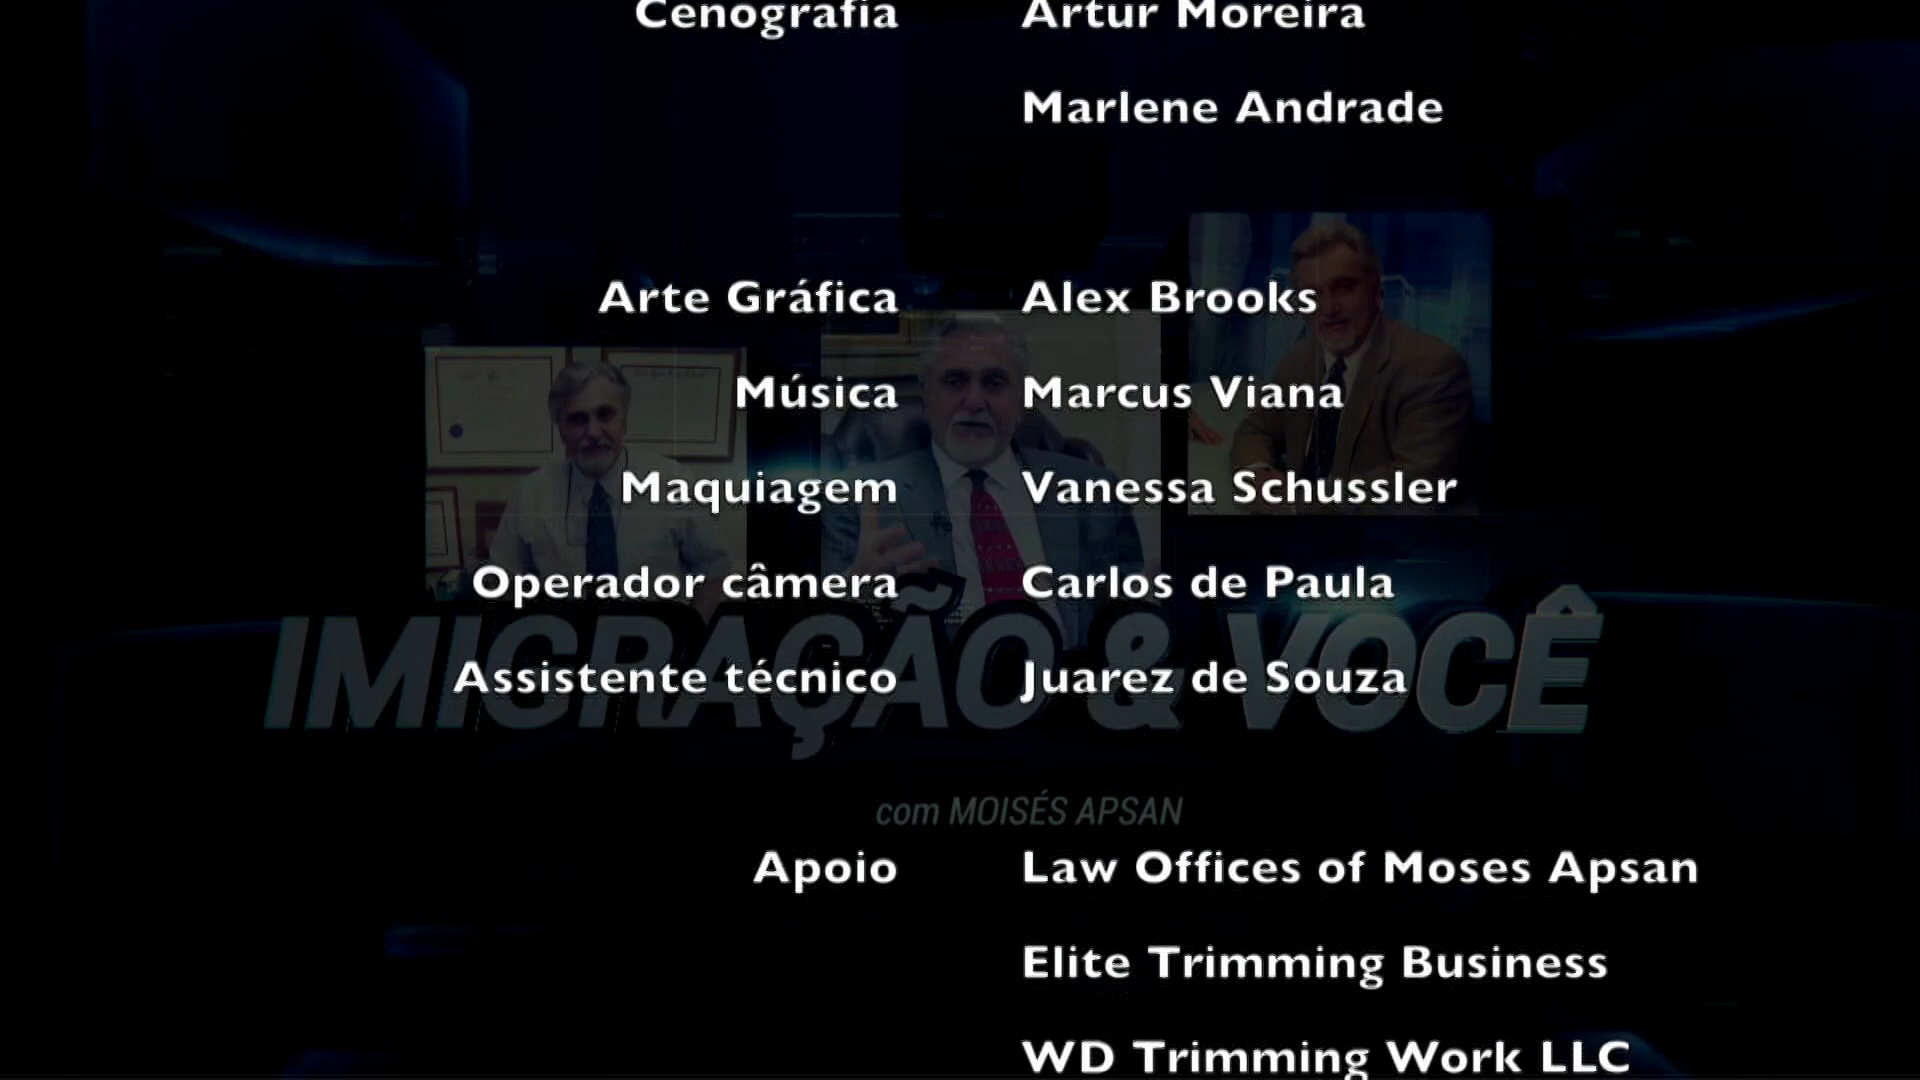 Cenografia Artur Moreira
Marlene Andrade
Arte Gráfica Alex Brooks
Música Marcus Viana
Maquiagem Vanessa Schussler
Operador câmera Carlos de Paula
Assistente técnico Juarez de Souza
IMIGRAÇÃO & VOCÊ
com MOISÉS APSAN
Apoio Law Offices of Moses Apsan
Elite Trimming Business
WD Trimming Work LLC